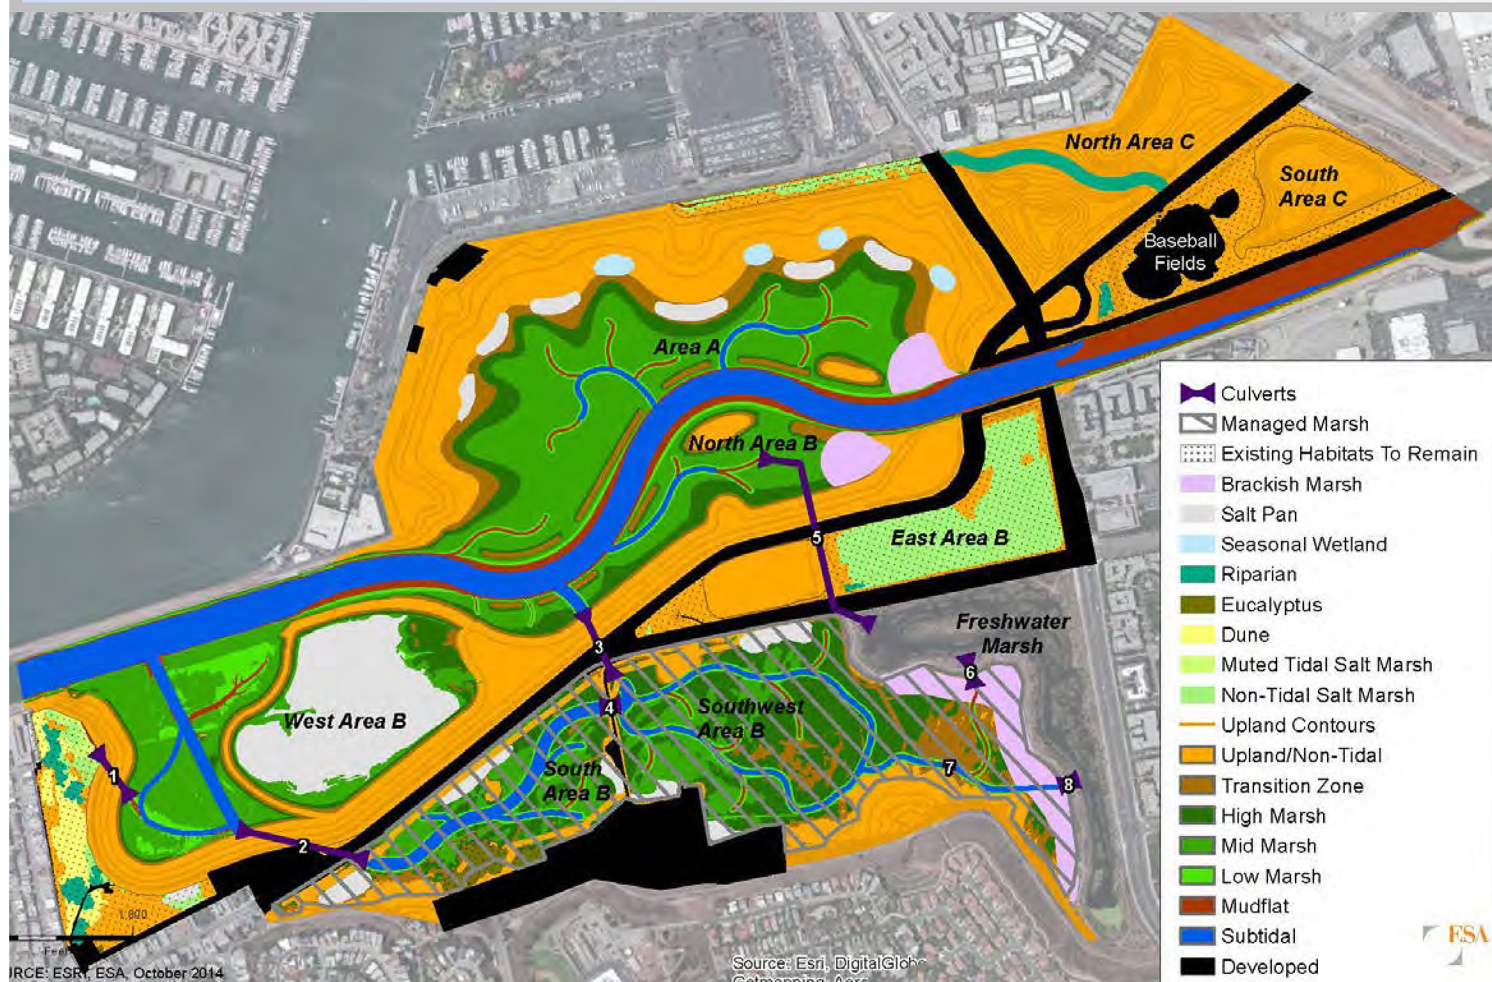 North Area C
South
Area C
Baseball
Fields
Area A
North Area B
5
East Area B
Freshwater
Marsh
6
3
4
Southwest
Area B
West Area B
South
Area B
7
8
1
2
1,600
URCE: ESRI, ESA, October 2014
Source: Esri, DigitalGlobe
Culverts
Managed Marsh
Existing Habitats To Remain
Brackish Marsh
Salt Pan
Seasonal Wetland
Riparian
Eucalyptus
Dune
Muted Tidal Salt Marsh
Non-Tidal Salt Marsh
Upland Contours
Upland/Non-Tidal
Transition Zone
High Marsh
Mid Marsh
Low Marsh
Mudflat
Subtidal
Developed
ESA